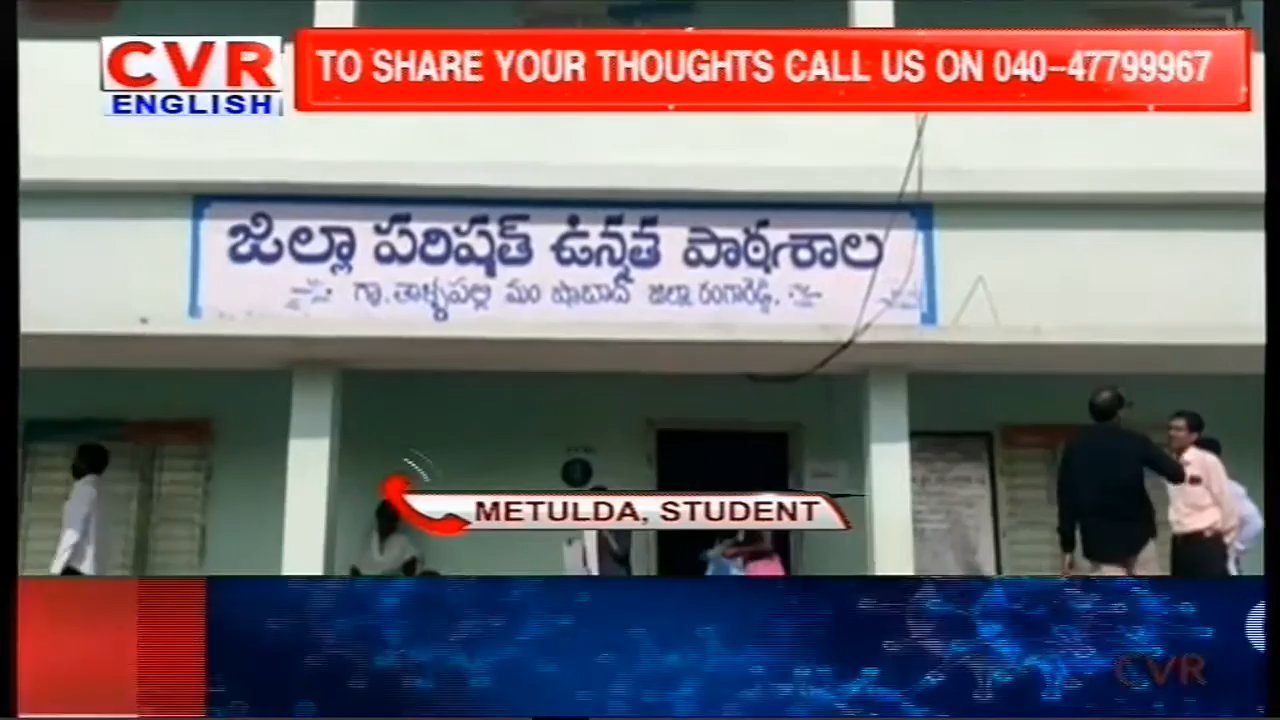 CVR
ENGLISH
TO SHARE YOUR THOUGHTS CALL US ON 040-47799967
జిల్లా పరిషత్ ఉన్నత పాఠశాల
గ్రా.తాళ్ళపల్లి మం షాబాద్ జిల్లా రంగారెడ్డి.
METULDA, STUDENT
CVR